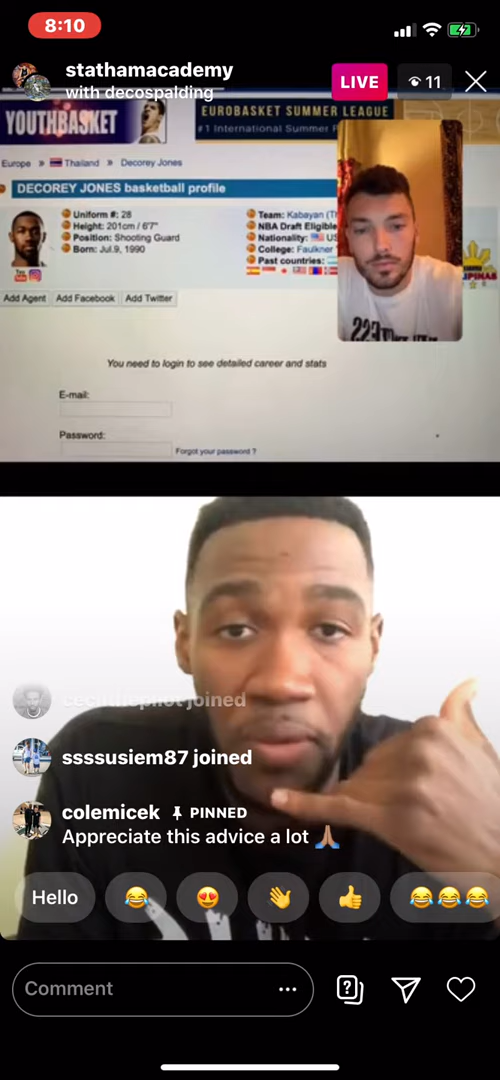 8:10
stathamacademy
with decospalding
LIVE
11
YOUTHBASKET
EUROBASKET SUMMER LEAGUE
#1 International Summer
Europe » Thailand » Decorey Jones
DECOREY JONES basketball profile
Uniform #: 28
Height: 201cm / 6'7"
Position: Shooting Guard
Born: Jul.9, 1990
Team: Kabayan
NBA Draft Eligible
Nationality: US
College: Faulkner
Past countries:
Add Agent Add Facebook Add Twitter
You need to login to see detailed career and stats
E-mail:
Password:
Forgot your password ?
joined
ssssusiem87 joined
colemicek PINNED
Appreciate this advice a lot 🙏🏽
Hello 😂 😍 👋 👍 😂😂😂
Comment